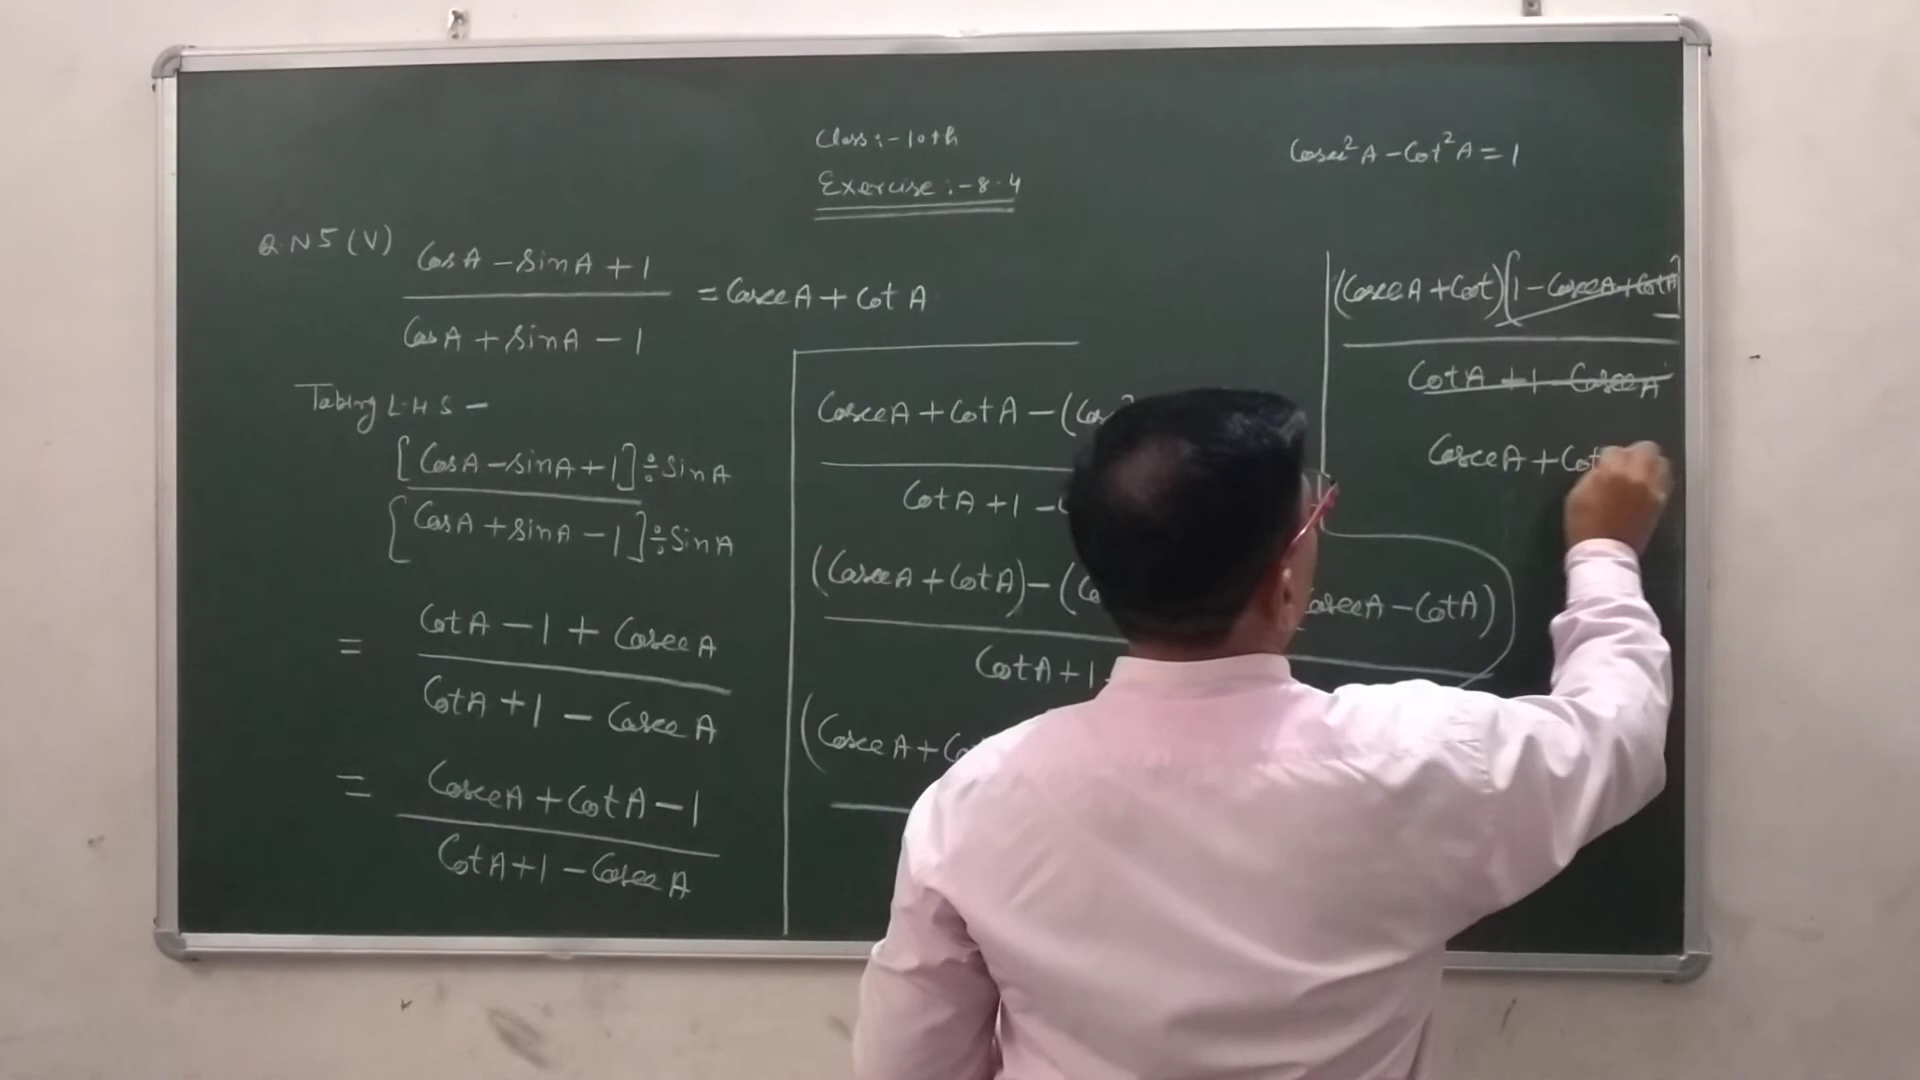 Class:-10th
Exercise:-8.4
Cosec²A-Cot²A=1
Q.N5(V)
CosA-sinA+1
=CosecA+CotA
CosA+sinA-1
Taking L.H.S-
[CosA-sinA+1]÷SinA
[CosA+sinA-1]÷SinA
=
CotA-1+CosecA
CotA+1-CosecA
=
CosecA+CotA-1
CotA+1-CosecA
CosecA+CotA-(Cos
CotA+1-
(CosecA+CotA)-(Co CosecA-CotA)
CotA+1
(CosecA+Co
(CosecA+Cot)[1-CosecA+CotA]
CotA+1-CosecA
CosecA+Cot